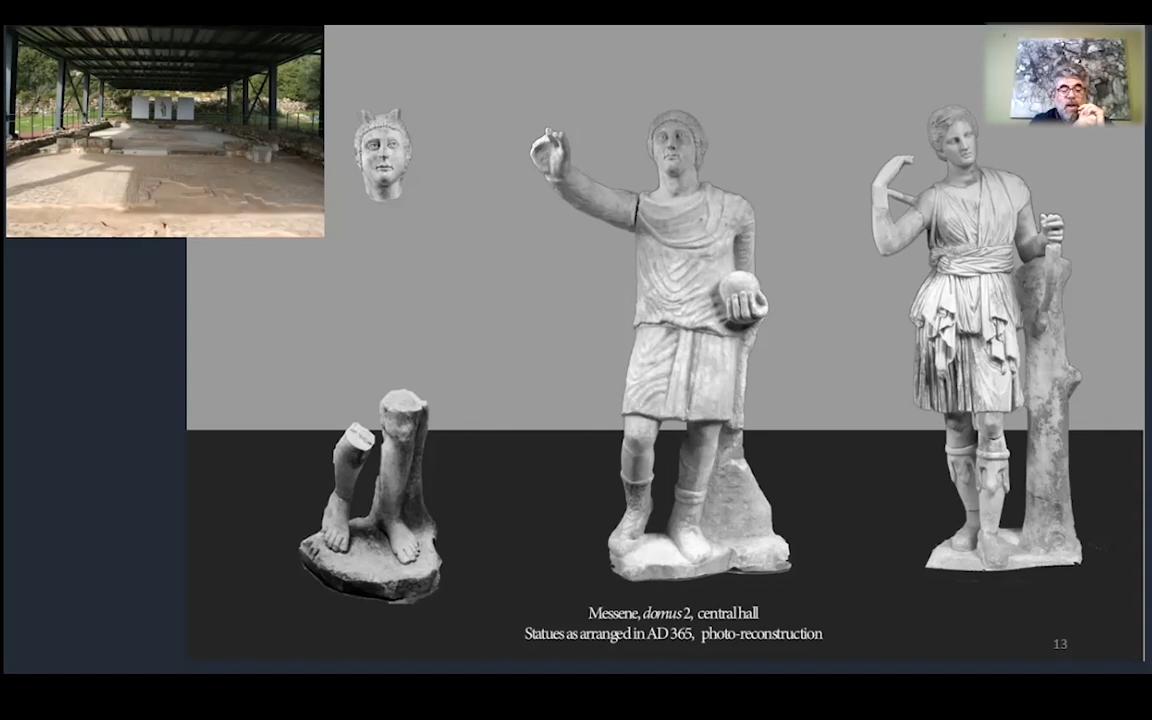 Messene, domus 2, central hall
Statues as arranged in AD 365, photo-reconstruction
13